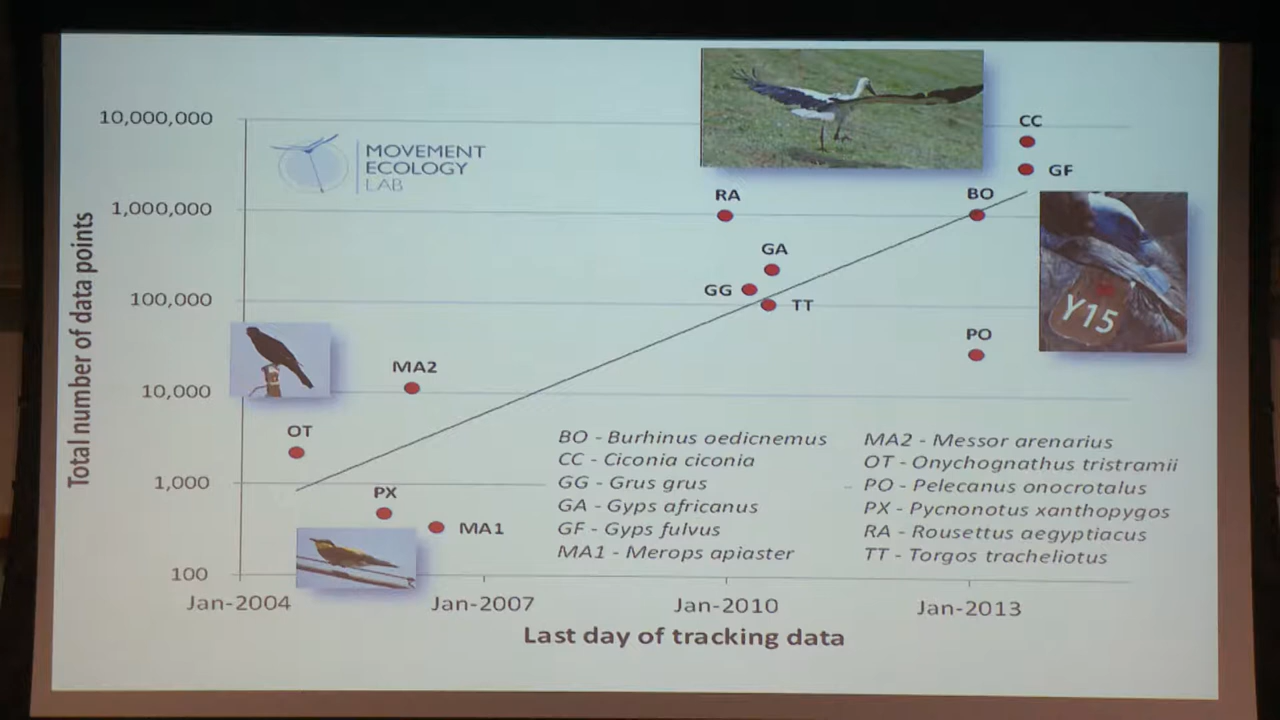 10,000,000
1,000,000
100,000
10,000
1,000
100
Total number of data points
MOVEMENT
ECOLOGY
LAB
CC
GF
RA
BO
GA
GG
TT
PO
MA2
OT
PX
MA1
Y15
BO - Burhinus oedicnemus
CC - Ciconia ciconia
GG - Grus grus
GA - Gyps africanus
GF - Gyps fulvus
MA1 - Merops apiaster
MA2 - Messor arenarius
OT - Onychognathus tristramii
PO - Pelecanus onocrotalus
PX - Pycnonotus xanthopygos
RA - Rousettus aegyptiacus
TT - Torgos tracheliotus
Jan-2004
Jan-2007
Jan-2010
Jan-2013
Last day of tracking data